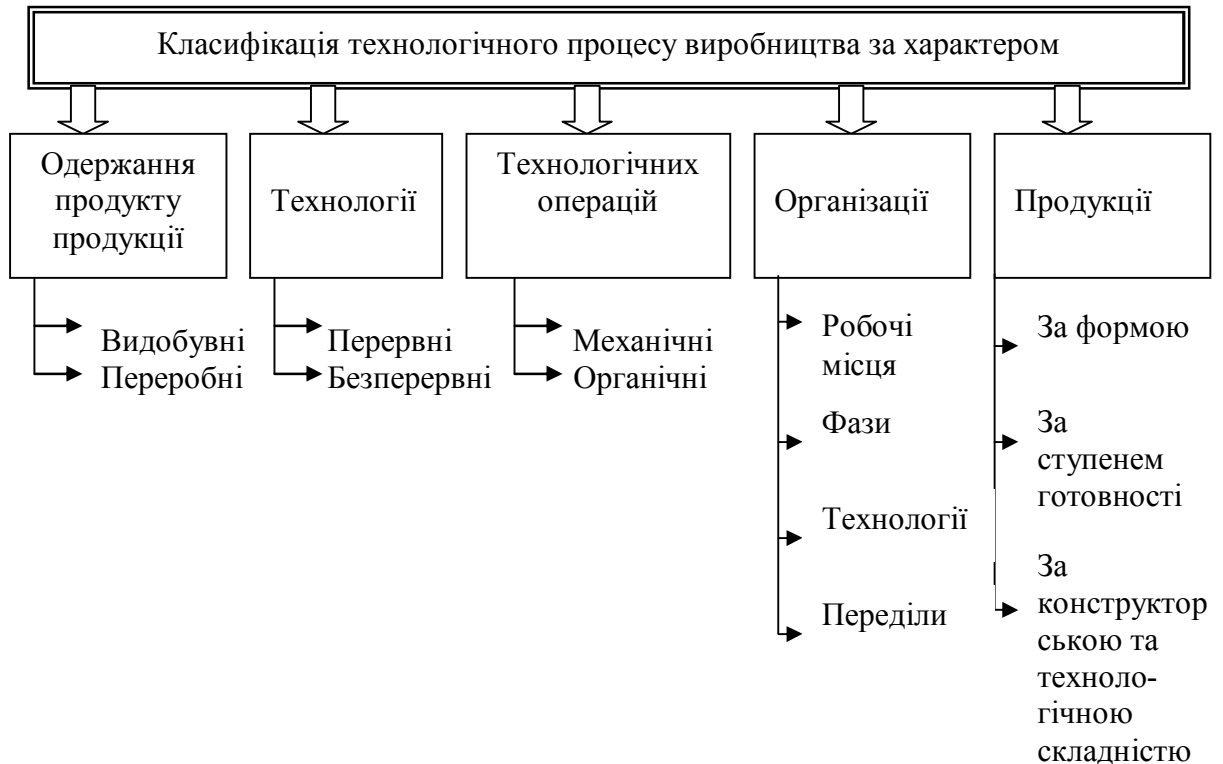 Класифікація технологічного процесу виробництва за характером
Одержання
продукту
продукції
Технології
Технологічних
операцій
Організації
Продукції
Видобувні
Переробні
Перервні
Безперервні
Механічні
Органічні
Робочі
місця
Фази
Технології
Переділи
За формою
За
ступенем
готовності
За
конструктор
ською та
техноло-
гічною
складністю